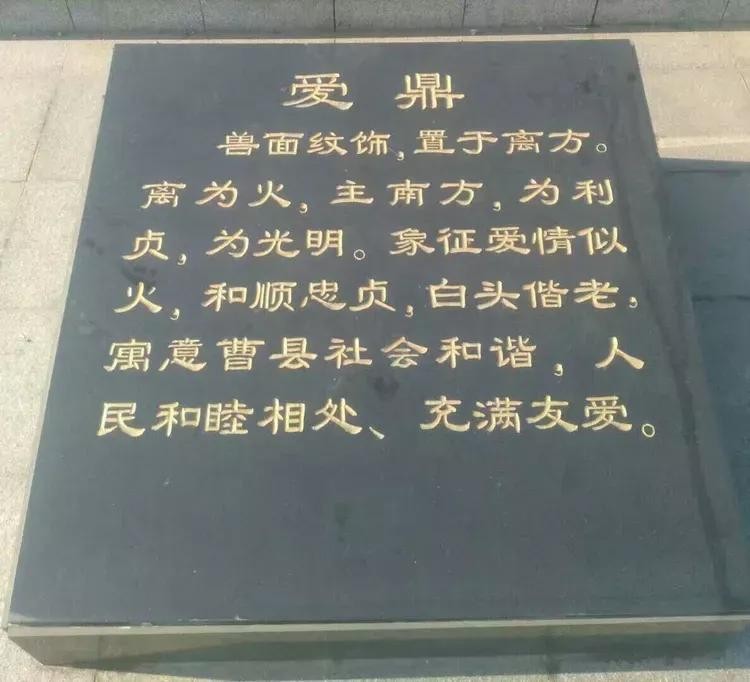 爱鼎
兽面纹饰,置于离方。
离为火,主南方,为利
贞,为光明。象征爱情似
火,和顺忠贞,白头偕老,
寓意曹县社会和谐,人
民和睦相处、充满友爱。